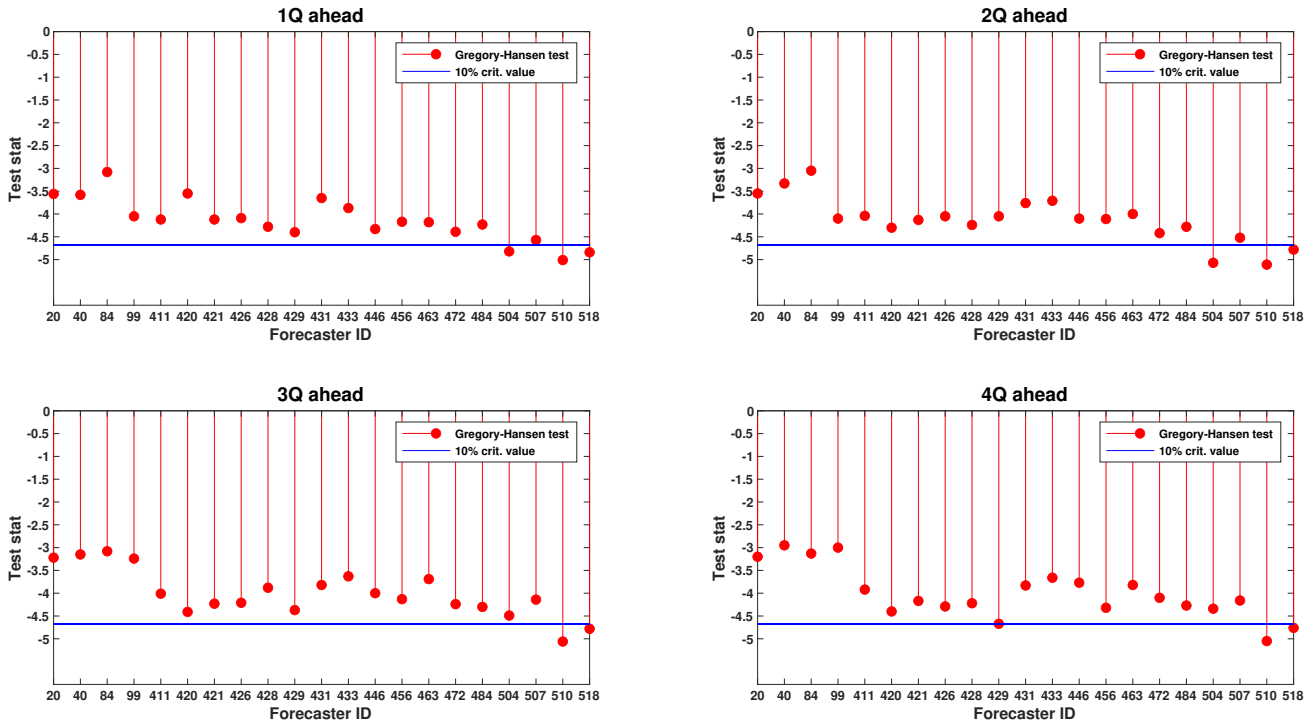 1Q ahead
0
-0.5
-1
-1.5
-2
-2.5
-3
-3.5
-4
-4.5
-5
Test stat
Gregory-Hansen test
10% crit. value
20 40 84 99 411 420 421 426 428 429 431 433 446 456 463 472 484 504 507 510 518
Forecaster ID
2Q ahead
0
-0.5
-1
-1.5
-2
-2.5
-3
-3.5
-4
-4.5
-5
Test stat
Gregory-Hansen test
10% crit. value
20 40 84 99 411 420 421 426 428 429 431 433 446 456 463 472 484 504 507 510 518
Forecaster ID
3Q ahead
0
-0.5
-1
-1.5
-2
-2.5
-3
-3.5
-4
-4.5
-5
Test stat
Gregory-Hansen test
10% crit. value
20 40 84 99 411 420 421 426 428 429 431 433 446 456 463 472 484 504 507 510 518
Forecaster ID
4Q ahead
0
-0.5
-1
-1.5
-2
-2.5
-3
-3.5
-4
-4.5
-5
Test stat
Gregory-Hansen test
10% crit. value
20 40 84 99 411 420 421 426 428 429 431 433 446 456 463 472 484 504 507 510 518
Forecaster ID